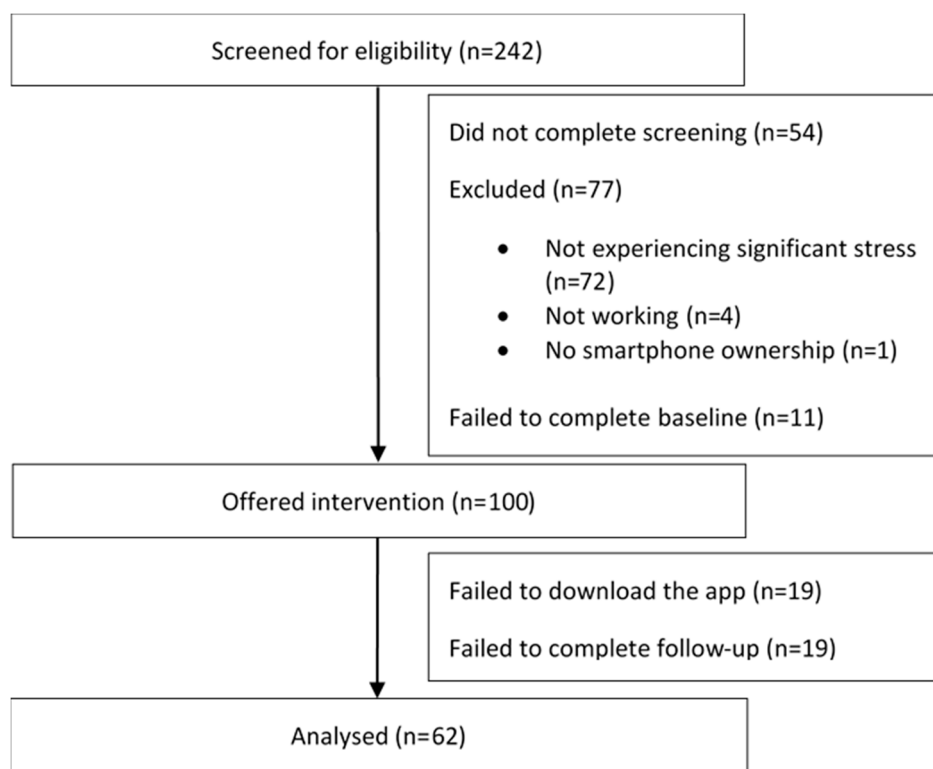 Screened for eligibility (n=242)
Did not complete screening (n=54)
Excluded (n=77)
• Not experiencing significant stress
(n=72)
• Not working (n=4)
• No smartphone ownership (n=1)
Failed to complete baseline (n=11)
Offered intervention (n=100)
Failed to download the app (n=19)
Failed to complete follow-up (n=19)
Analysed (n=62)